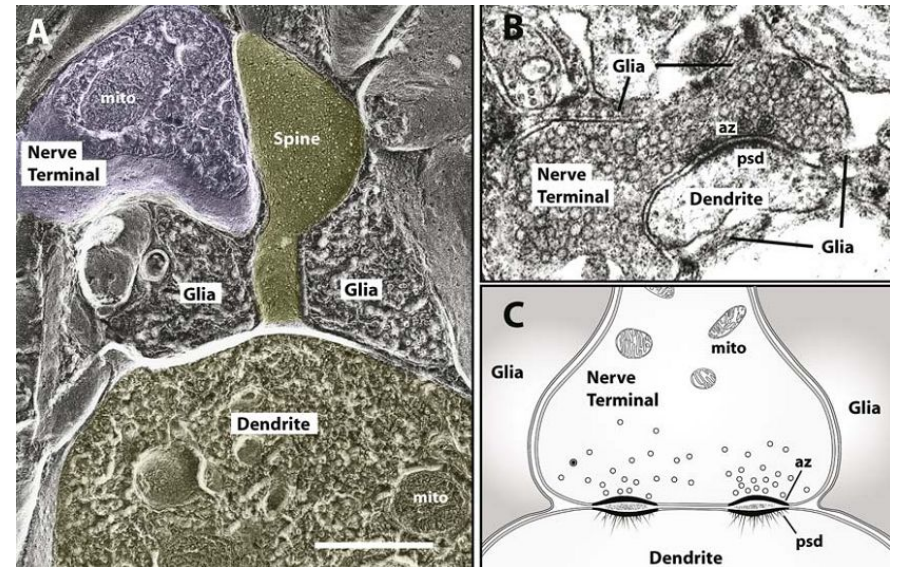 A
mito
Spine
Nerve
Terminal
Glia
Glia
Dendrite
mito
B
Glia
az
psd
Nerve
Terminal
Dendrite
Glia
C
mito
Glia
Nerve
Terminal
Glia
az
psd
Dendrite